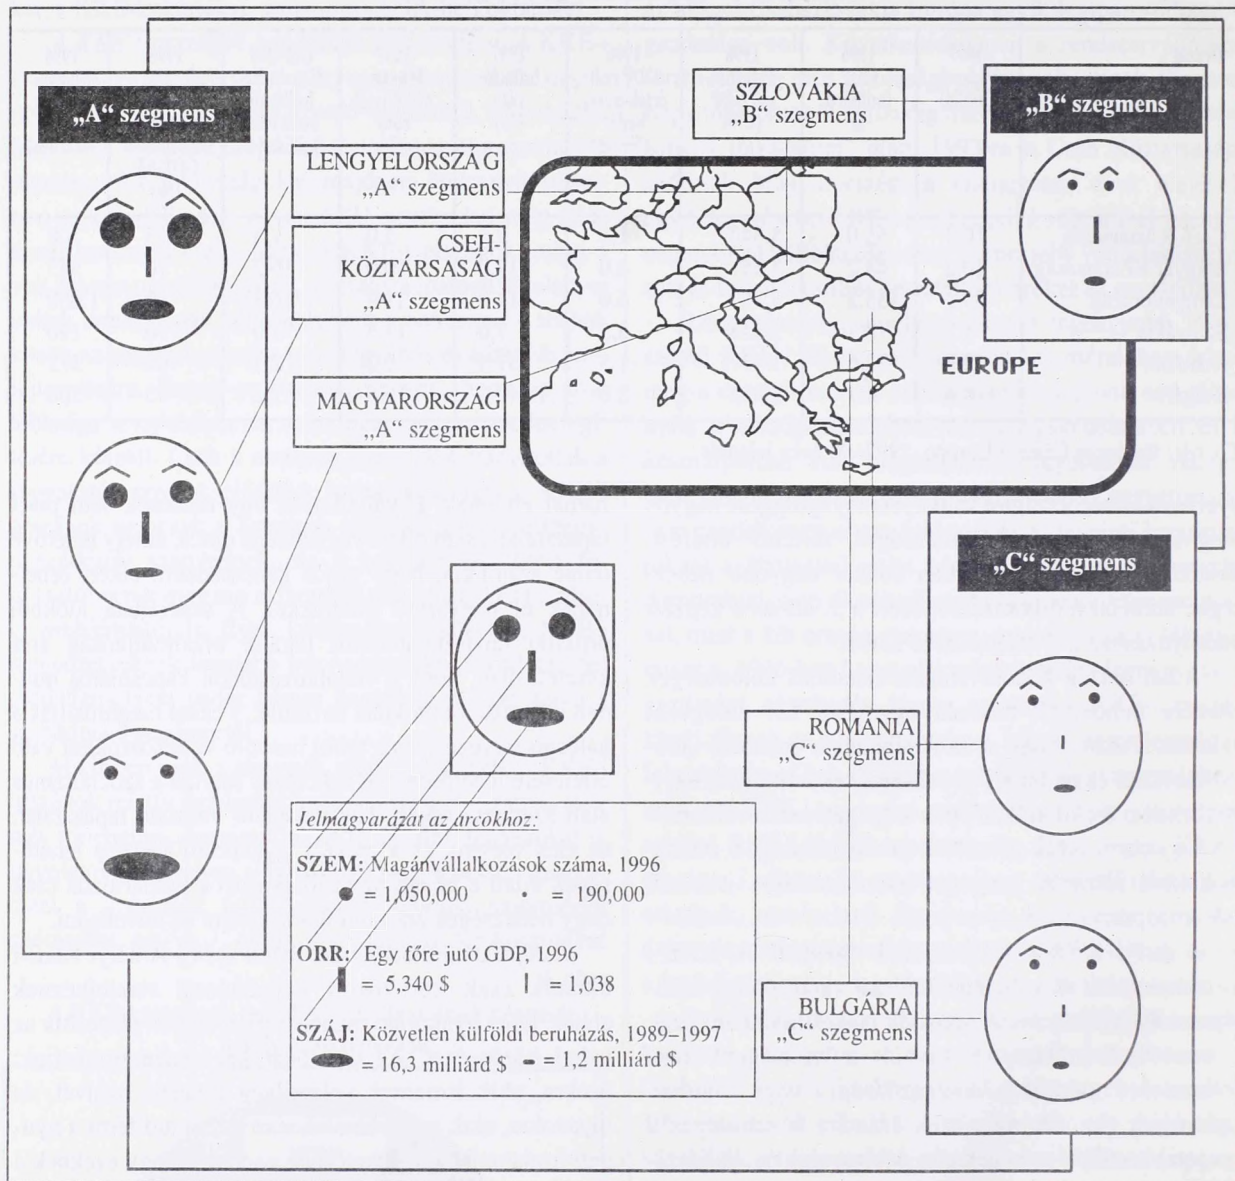 „A“ szegmens
LENGYELORSZÁG
„A“ szegmens
CSEH-
KÖZTÁRSASÁG
„A“ szegmens
MAGYARORSZÁG
„A“ szegmens
SZLOVÁKIA
„B“ szegmens
„B“ szegmens
EUROPE
„C“ szegmens
ROMÁNIA
„C“ szegmens
BULGÁRIA
„C“ szegmens
Jelmagyarázat az arcokhoz:
SZEM: Magánvállalkozások száma, 1996
= 1,050,000 = 190,000
ORR: Egy főre jutó GDP, 1996
= 5,340 $ = 1,038
SZÁJ: Közvetlen külföldi beruházás, 1989–1997
= 16,3 milliárd $ = 1,2 milliárd $